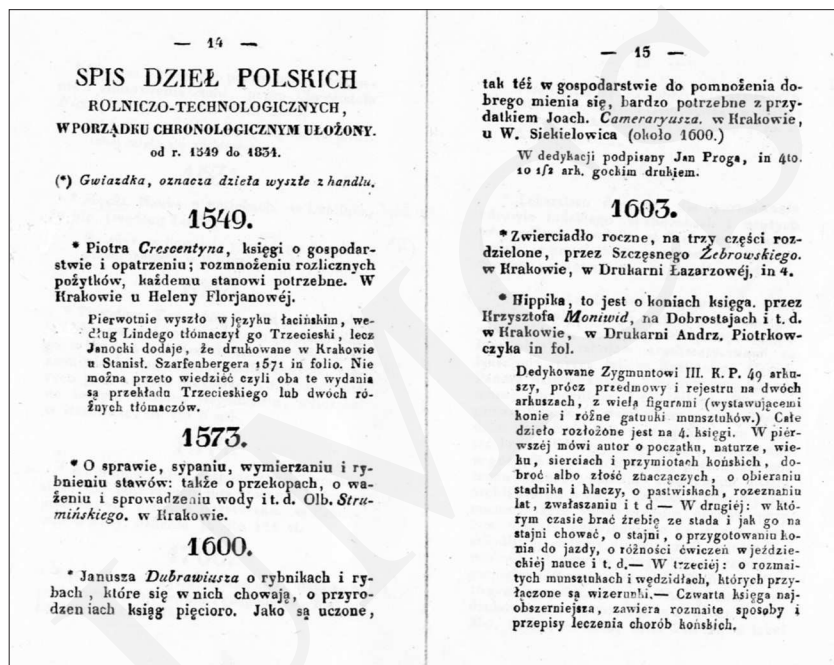 — 14 —
SPIS DZIEŁ POLSKICH
ROLNICZO-TECHNOLOGICZNYCH,
W PORZĄDKU CHRONOLOGICZNYM UŁOŻONY.
od r. 1549 do 1834.
(*) Gwiazdka, oznacza dzieła wyszłe z handlu.
1549.
* Piotra Crescentyna, księgi o gospodar-
stwie i opatrzeniu; rozmnożeniu rozlicznych
pożytków, każdemu stanowi potrzebne. W
Krakowie u Heleny Florjanowéj.
Pierwotnie wyszło w języku łacińskim, we-
dług Lindego tłómaczył go Trzecieski, lecz
Janocki dodaje, że drukowane w Krakowie
u Stanisł. Szarfenbergera 1571 in folio. Nie
można przeto wiedzieć czyli oba te wydania
są przekładu Trzecieskiego lub dwóch ró-
żnych tłómaczów.
1573.
* O sprawie, sypaniu, wymierzaniu i ry-
bnieniu stawów: także o przekopach, o wa-
żeniu i sprowadzeniu wody i t. d. Olb. Stru-
mińskiego. w Krakowie.
1600.
* Janusza Dubrawiusza o rybnikach i ry-
bach, które się w nich chowają, o przyro-
dzeniach ksiąg pięcioro. Jako są uczone,
— 15 —
tak téż w gospodarstwie do pomnożenia do-
brego mienia się, bardzo potrzebne z przy-
datkiem Joach. Cameraryusza. w Krakowie,
u W. Siekielowica (około 1600.)
W dedykacji podpisany Jan Proga, in 4to.
10 1/2 ark. gockim drukiem.
1603.
* Zwierciadło roczne, na trzy części roz-
dzielone, przez Szczęsnego Żebrowskiego.
w Krakowie, w Drukarni Łazarzowéj, in 4.
* Hippika, to jest o koniach księga. przez
Krzysztofa Moniwid, na Dobrostajach i t. d.
w Krakowie, w Drukarni Andrz. Piotrkow-
czyka in fol.
Dedykowane Zygmuntowi III. K. P. 49 arku-
szy, prócz przedmowy i rejestru na dwóch
arkuszach, z wielą figurami (wystawującemi
konie i różne gatunki munsztuków.) Całe
dzieło rozłożone jest na 4. księgi. W piér-
wszéj mówi autor o początku, naturze, wie-
ku, sierciach i przymiotach końskich, do-
broć albo złość znaczących, o obieraniu
stadnika i klaczy, o pastwiskach, rozeznaniu
lat, zwałaszaniu i t d — W drugiéj: w któ-
rym czasie brać źrebię ze stada i jak go na
stajni chować, o stajni, o przygotowaniu ko-
nia do jazdy, o różności ćwiczeń w jeździe-
ckiéj nauce i t. d.— W trzeciéj: o rozmai-
tych munsztukach i wędzidłach, których przy-
łączone są wizerunki.— Czwarta księga naj-
obszerniejsza, zawiera rozmaite sposoby i
przepisy leczenia chorób końskich.
UMCS